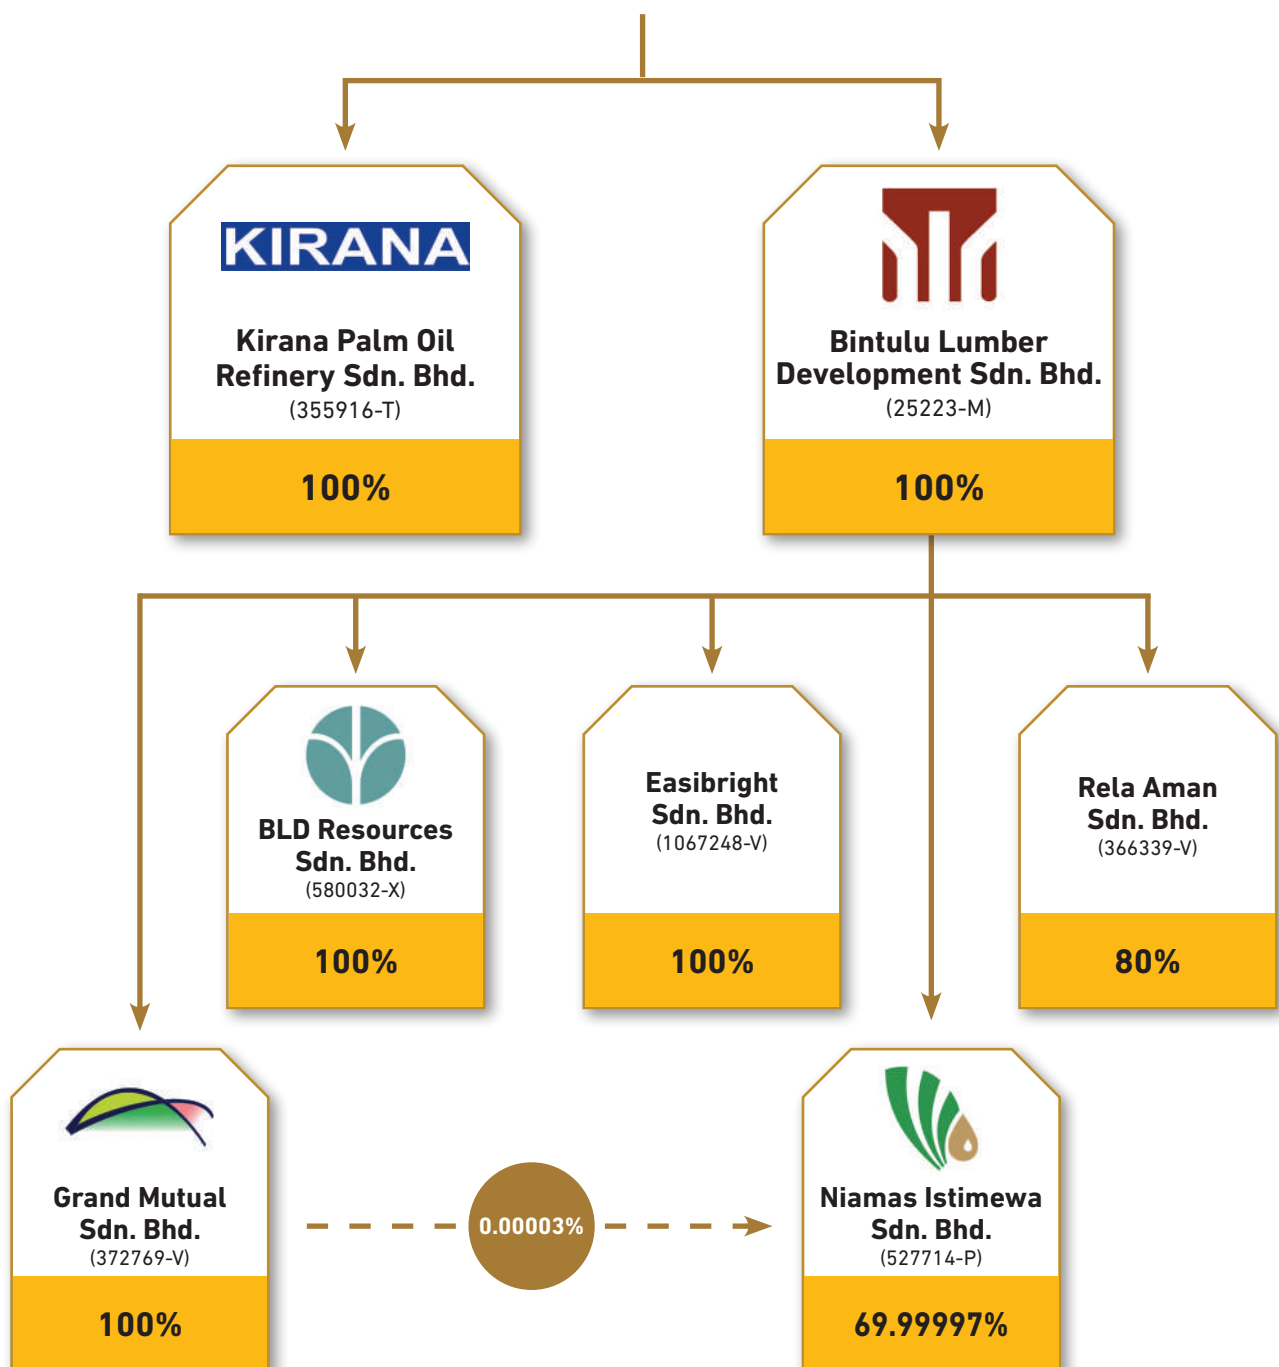 KIRANA
Kirana Palm Oil
Refinery Sdn. Bhd.
(355916-T)
100%
Bintulu Lumber
Development Sdn. Bhd.
(25223-M)
100%
BLD Resources
Sdn. Bhd.
(580032-X)
100%
Easibright
Sdn. Bhd.
(1067248-V)
100%
Rela Aman
Sdn. Bhd.
(366339-V)
80%
Grand Mutual
Sdn. Bhd.
(372769-V)
100%
0.00003%
Niamas Istimewa
Sdn. Bhd.
(527714-P)
69.99997%